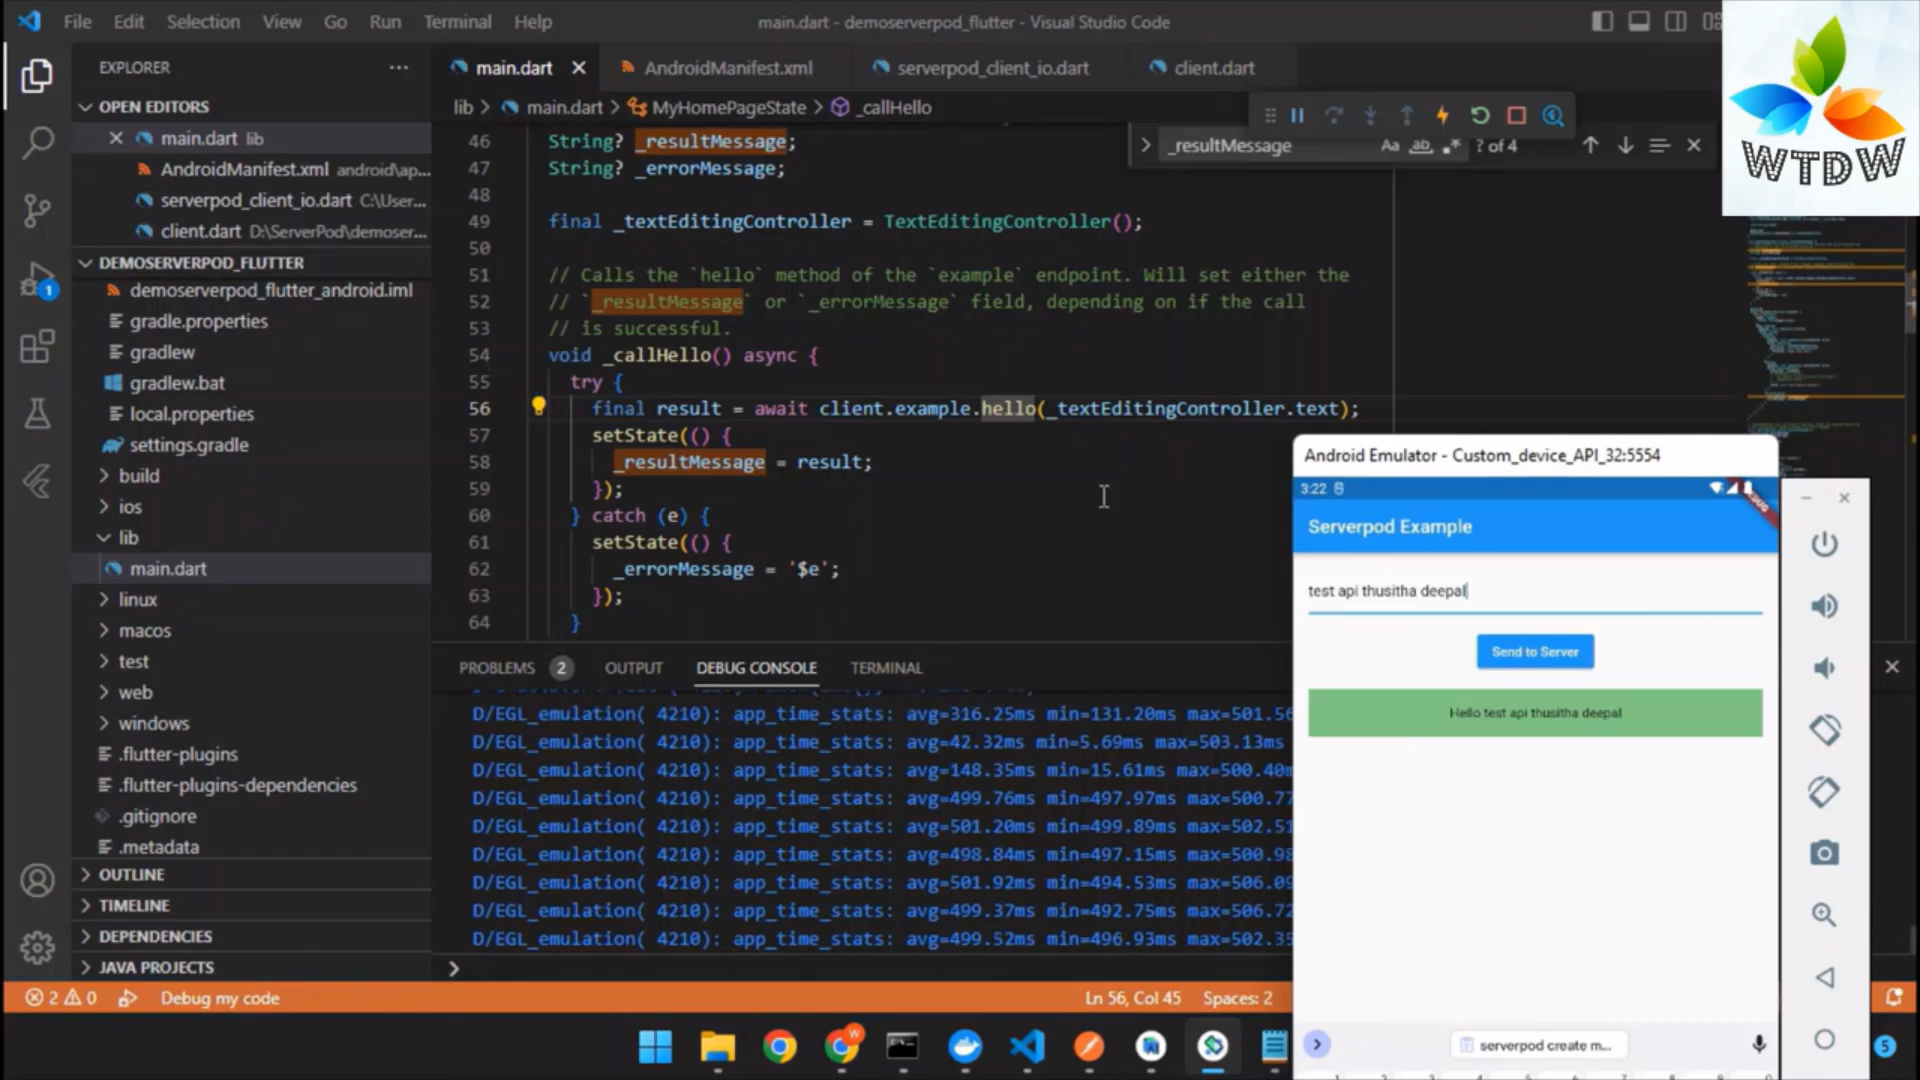 File Edit Selection View Go Run Terminal Help
main.dart - demoserverpod_flutter - Visual Studio Code
EXPLORER
OPEN EDITORS
main.dart lib
AndroidManifest.xml android\ap...
serverpod_client_io.dart C:\User...
client.dart D:\ServerPod\demoser...
DEMOSERVERPOD_FLUTTER
demoserverpod_flutter_android.iml
gradle.properties
gradlew
gradlew.bat
local.properties
settings.gradle
build
ios
lib
main.dart
linux
macos
test
web
windows
.flutter-plugins
.flutter-plugins-dependencies
.gitignore
.metadata
OUTLINE
TIMELINE
DEPENDENCIES
JAVA PROJECTS
1
main.dart AndroidManifest.xml serverpod_client_io.dart client.dart
lib > main.dart > MyHomePageState > _callHello
_resultMessage Aa ab ? of 4
46 String? _resultMessage;
47 String? _errorMessage;
48
49 final _textEditingController = TextEditingController();
50
51 // Calls the `hello` method of the `example` endpoint. Will set either the
52 // `_resultMessage` or `_errorMessage` field, depending on if the call
53 // is successful.
54 void _callHello() async {
55 try {
56 final result = await client.example.hello(_textEditingController.text);
57 setState(() {
58 _resultMessage = result;
59 });
60 } catch (e) {
61 setState(() {
62 _errorMessage = '$e';
63 });
64 }
PROBLEMS 2 OUTPUT DEBUG CONSOLE TERMINAL
D/EGL_emulation( 4210): app_time_stats: avg=316.25ms min=131.20ms max=501.56
D/EGL_emulation( 4210): app_time_stats: avg=42.32ms min=5.69ms max=503.13ms
D/EGL_emulation( 4210): app_time_stats: avg=148.35ms min=15.61ms max=500.40m
D/EGL_emulation( 4210): app_time_stats: avg=499.76ms min=497.97ms max=500.77
D/EGL_emulation( 4210): app_time_stats: avg=501.20ms min=499.89ms max=502.51
D/EGL_emulation( 4210): app_time_stats: avg=498.84ms min=497.15ms max=500.98
D/EGL_emulation( 4210): app_time_stats: avg=501.92ms min=494.53ms max=506.09
D/EGL_emulation( 4210): app_time_stats: avg=499.37ms min=492.75ms max=506.72
D/EGL_emulation( 4210): app_time_stats: avg=499.52ms min=496.93ms max=502.35
2 0 Debug my code
Ln 56, Col 45 Spaces: 2
WTDW
Android Emulator - Custom_device_API_32:5554
3:22
Serverpod Example
test api thusitha deepal
Send to Server
Hello test api thusitha deepal
serverpod create m...
W
5